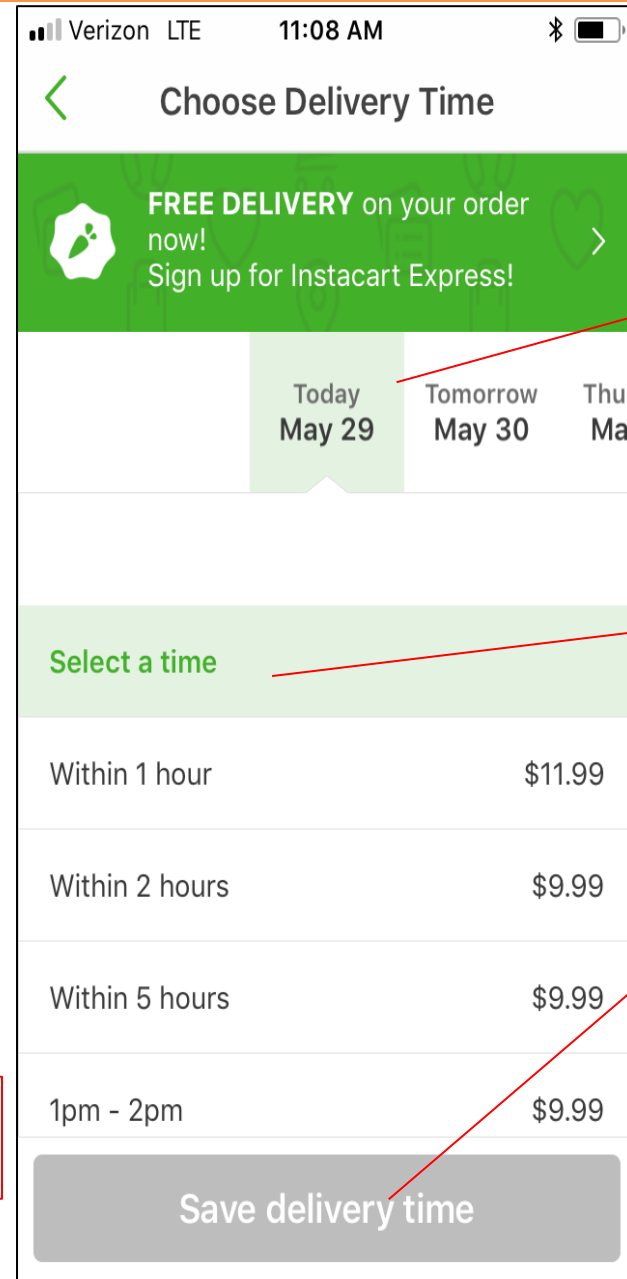 Verizon LTE 11:08 AM
Choose Delivery Time
FREE DELIVERY on your order
now!
Sign up for Instacart Express!
Today Tomorrow Thu
May 29 May 30 Ma
Select a time
Within 1 hour $11.99
Within 2 hours $9.99
Within 5 hours $9.99
1pm - 2pm $9.99
Save delivery time